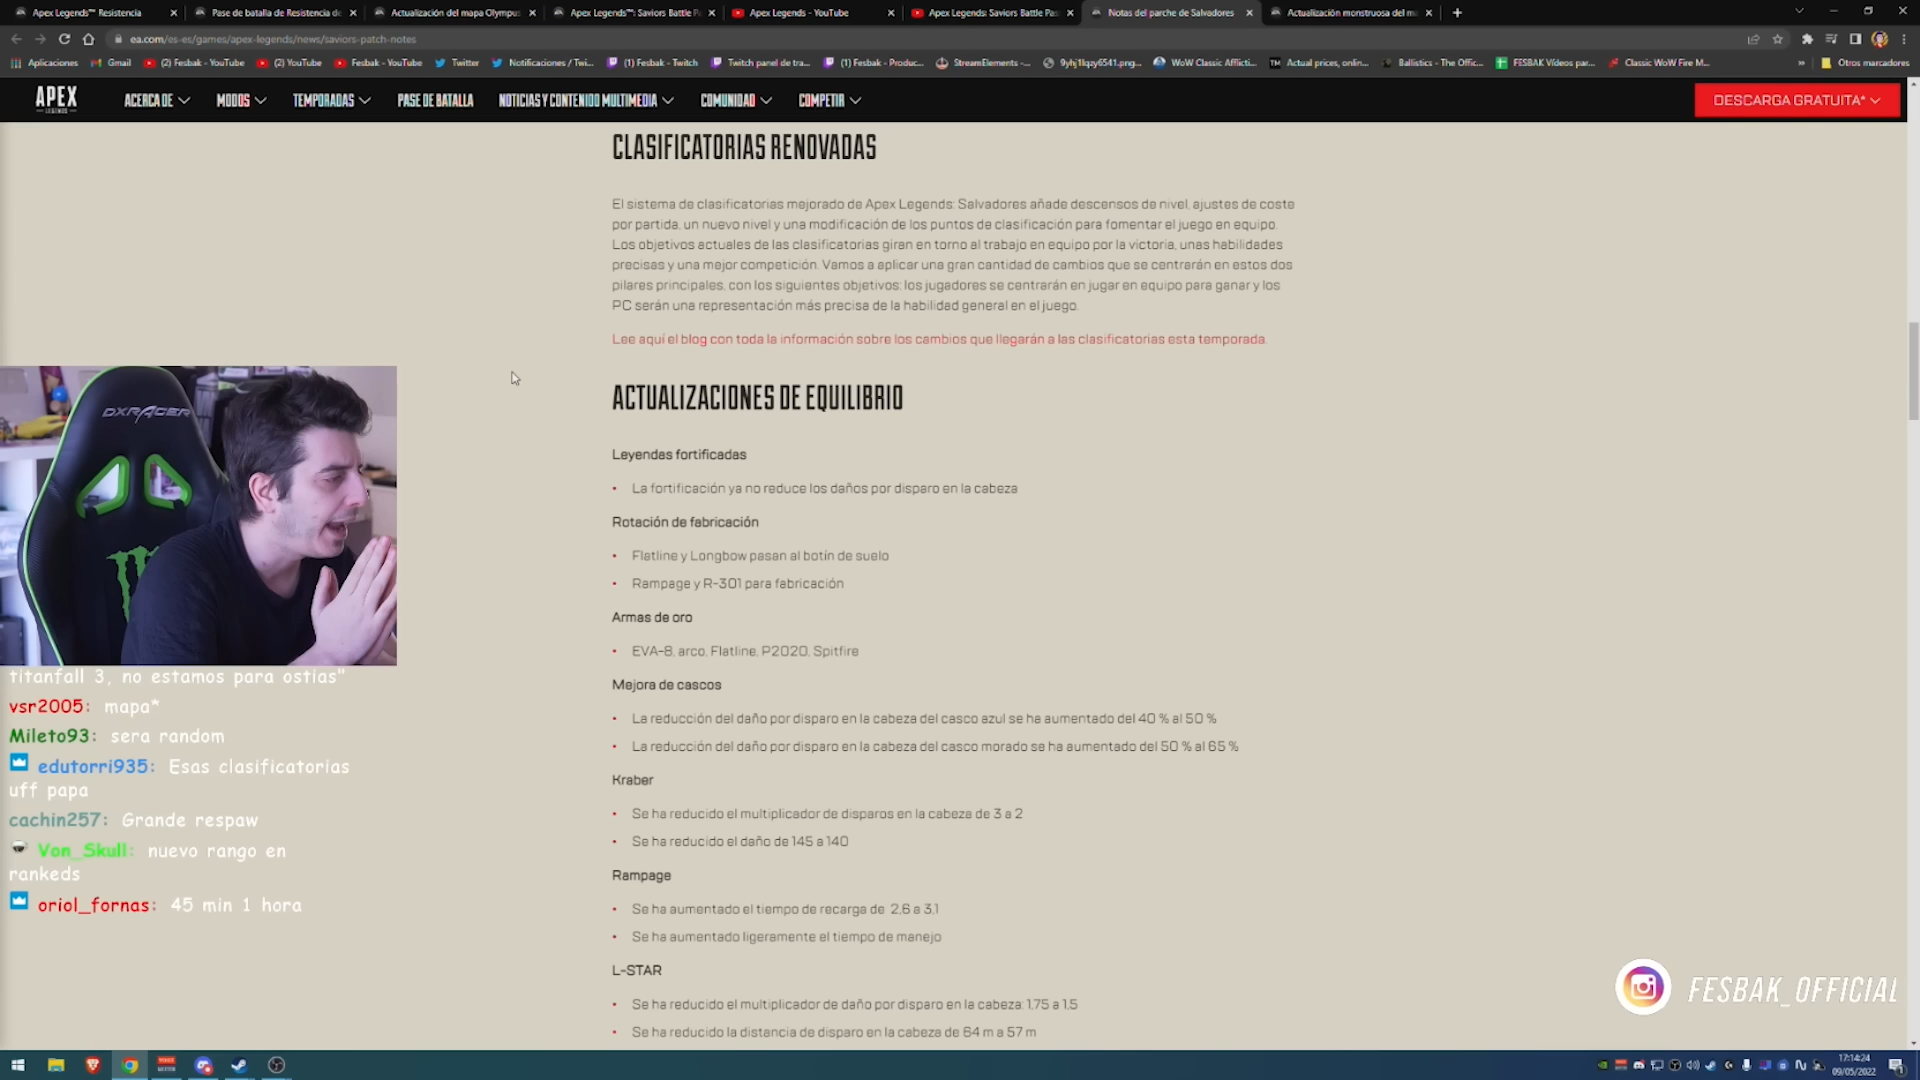 Apex Legends™ Resistencia
Pase de batalla de Resistencia de
Actualización del mapa Olympus
Apex Legends™: Saviors Battle P
Apex Legends - YouTube
Apex Legends: Saviors Battle Pas
Notas del parche de Salvadores
Actualización monstruosa del m
ea.com/es-es/games/apex-legends/news/saviors-patch-notes
Aplicaciones
Gmail
(2) Fesbak - YouTube
(2) YouTube
Fesbak - YouTube
Twitter
Notificaciones / Twi...
(1) Fesbak - Twitch
Twitch panel de tra...
(1) Fesbak - Produc...
StreamElements -...
9yhj1lqzy6541.png...
WoW Classic Afflicti...
Actual prices, onlin...
Ballistics - The Offic...
FESBAK Vídeos par...
Classic WoW Fire M...
»
Otros marcadores
APEX
LEGENDS
ACERCA DE
MODOS
TEMPORADAS
PASE DE BATALLA
NOTICIAS Y CONTENIDO MULTIMEDIA
COMUNIDAD
COMPETIR
DESCARGA GRATUITA*
CLASIFICATORIAS RENOVADAS
El sistema de clasificatorias mejorado de Apex Legends: Salvadores añade descensos de nivel, ajustes de coste
por partida, un nuevo nivel y una modificación de los puntos de clasificación para fomentar el juego en equipo.
Los objetivos actuales de las clasificatorias giran en torno al trabajo en equipo por la victoria, unas habilidades
precisas y una mejor competición. Vamos a aplicar una gran cantidad de cambios que se centrarán en estos dos
pilares principales, con los siguientes objetivos: los jugadores se centrarán en jugar en equipo para ganar y los
PC serán una representación más precisa de la habilidad general en el juego.
Lee aquí el blog con toda la información sobre los cambios que llegarán a las clasificatorias esta temporada.
ACTUALIZACIONES DE EQUILIBRIO
Leyendas fortificadas
• La fortificación ya no reduce los daños por disparo en la cabeza
Rotación de fabricación
• Flatline y Longbow pasan al botín de suelo
• Rampage y R-301 para fabricación
Armas de oro
• EVA-8, arco, Flatline, P2020, Spitfire
Mejora de cascos
• La reducción del daño por disparo en la cabeza del casco azul se ha aumentado del 40 % al 50 %
• La reducción del daño por disparo en la cabeza del casco morado se ha aumentado del 50 % al 65 %
Kraber
• Se ha reducido el multiplicador de disparos en la cabeza de 3 a 2
• Se ha reducido el daño de 145 a 140
Rampage
• Se ha aumentado el tiempo de recarga de 2,6 a 3,1
• Se ha aumentado ligeramente el tiempo de manejo
L-STAR
• Se ha reducido el multiplicador de daño por disparo en la cabeza: 1,75 a 1,5
• Se ha reducido la distancia de disparo en la cabeza de 64 m a 57 m
DXRACER
titanfall 3, no estamos para ostias"
vsr2005: mapa*
Mileto93: sera random
edutorri935: Esas clasificatorias
uff papa
cachin257: Grande respaw
Von_Skull: nuevo rango en
rankeds
oriol_fornas: 45 min 1 hora
FESBAK_OFFICIAL
17:14:24
09/05/2022